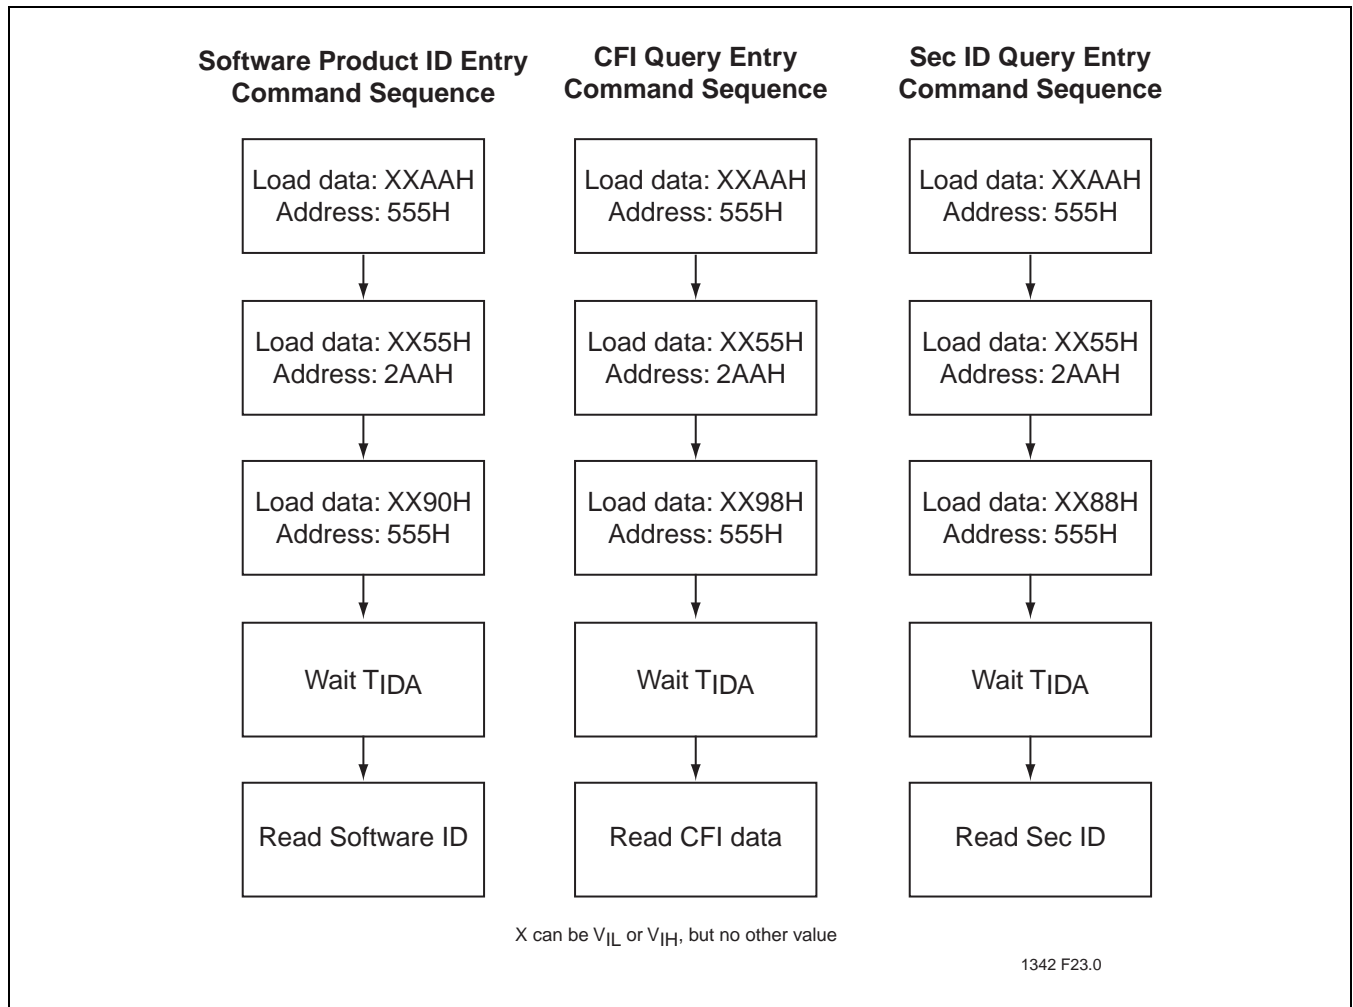 Software Product ID Entry
Command Sequence
Load data: XXAAH
Address: 555H
Load data: XX55H
Address: 2AAH
Load data: XX90H
Address: 555H
Wait TIDA
Read Software ID
CFI Query Entry
Command Sequence
Load data: XXAAH
Address: 555H
Load data: XX55H
Address: 2AAH
Load data: XX98H
Address: 555H
Wait TIDA
Read CFI data
Sec ID Query Entry
Command Sequence
Load data: XXAAH
Address: 555H
Load data: XX55H
Address: 2AAH
Load data: XX88H
Address: 555H
Wait TIDA
Read Sec ID
X can be VIL or VIH, but no other value
1342 F23.0